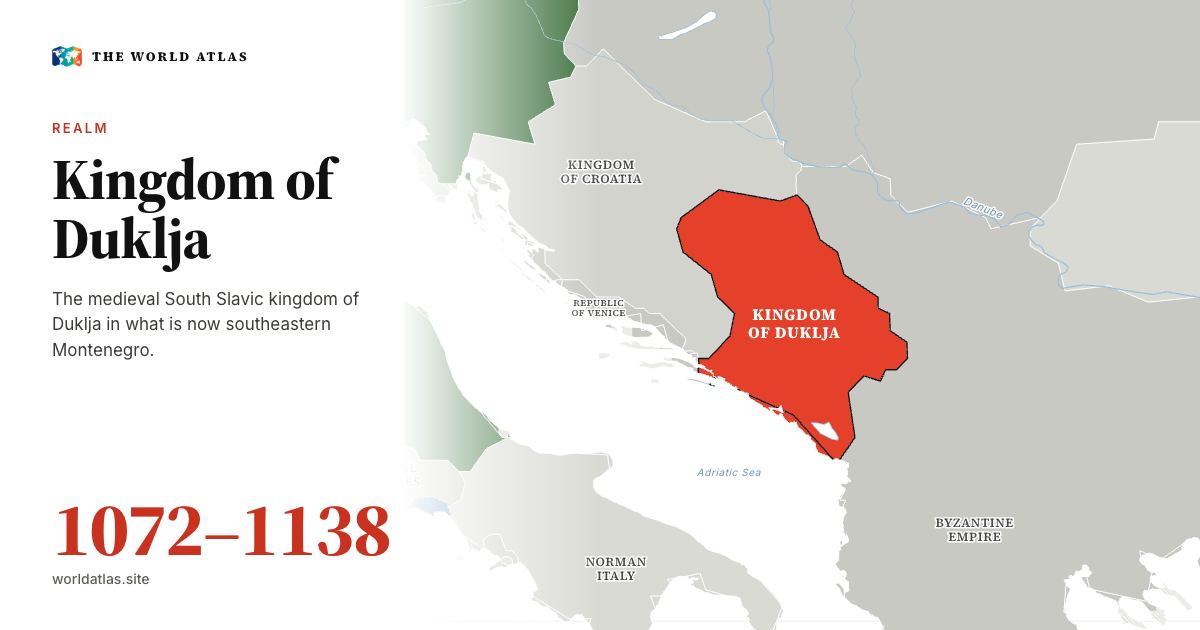 THE WORLD ATLAS
REALM
Kingdom of
Duklja
The medieval South Slavic kingdom of
Duklja in what is now southeastern
Montenegro.
1072–1138
worldatlas.site
KINGDOM
OF CROATIA
REPUBLIC
OF VENICE
KINGDOM
OF DUKLJA
Danube
Adriatic Sea
BYZANTINE
EMPIRE
NORMAN
ITALY